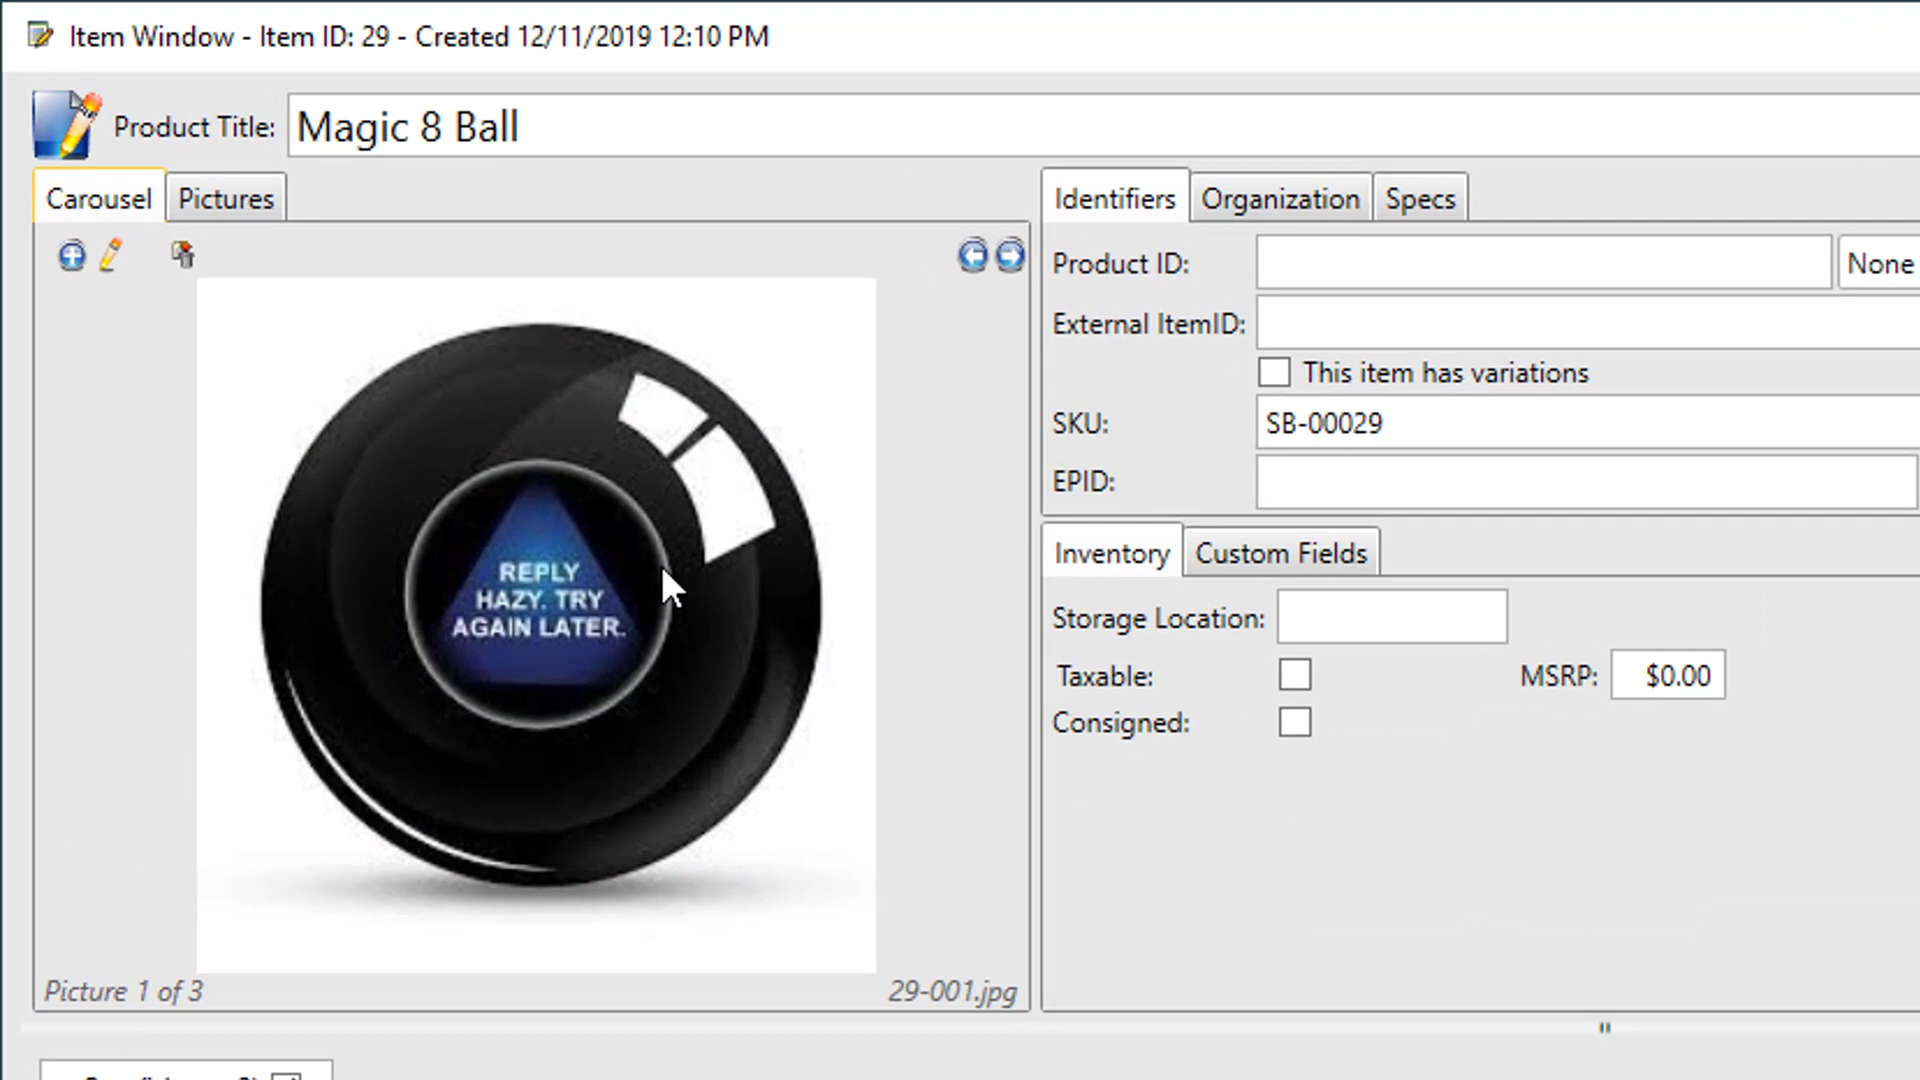 Item Window - Item ID: 29 - Created 12/11/2019 12:10 PM
Product Title: Magic 8 Ball
Carousel Pictures
Identifiers Organization Specs
Product ID: None
External ItemID:
This item has variations
SKU: SB-00029
EPID:
REPLY
HAZY. TRY
AGAIN LATER.
Inventory Custom Fields
Storage Location:
Taxable: MSRP: $0.00
Consigned:
Picture 1 of 3 29-001.jpg